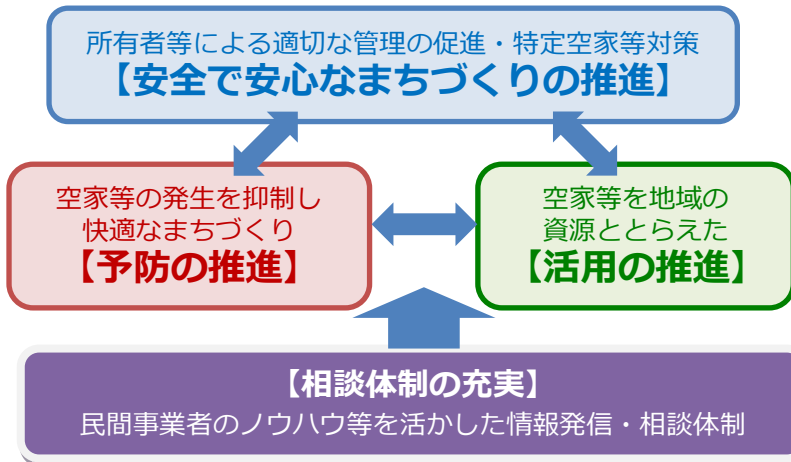 所有者等による適切な管理の促進・特定空家等対策
【安全で安心なまちづくりの推進】
空家等の発生を抑制し
快適なまちづくり
【予防の推進】
空家等を地域の
資源ととらえた
【活用の推進】
【相談体制の充実】
民間事業者のノウハウ等を活かした情報発信・相談体制